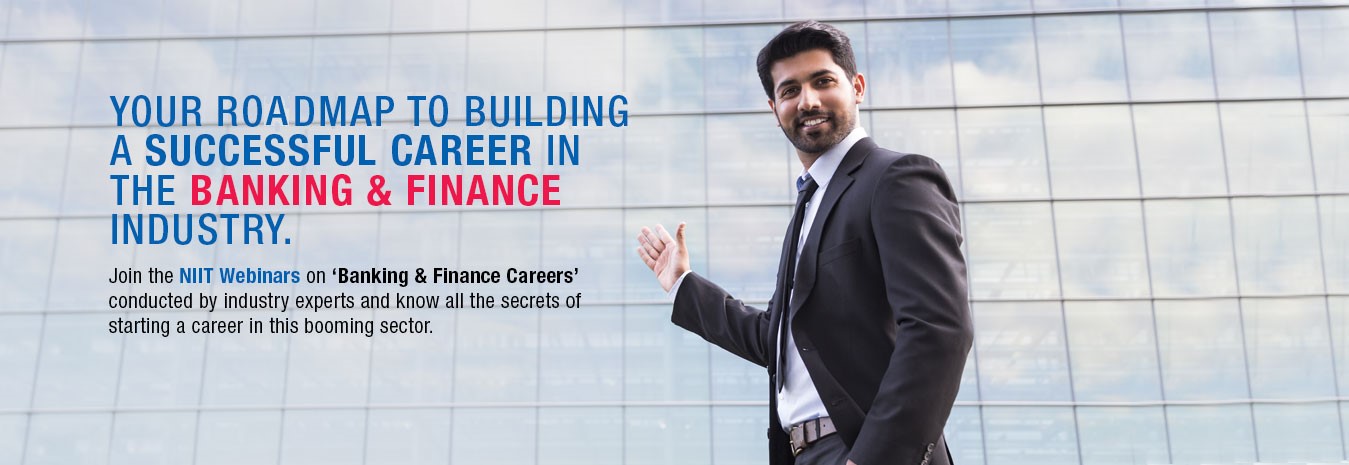 YOUR ROADMAP TO BUILDING
A SUCCESSFUL CAREER IN
THE BANKING & FINANCE
INDUSTRY.
Join the NIIT Webinars on ‘Banking & Finance Careers’
conducted by industry experts and know all the secrets of
starting a career in this booming sector.